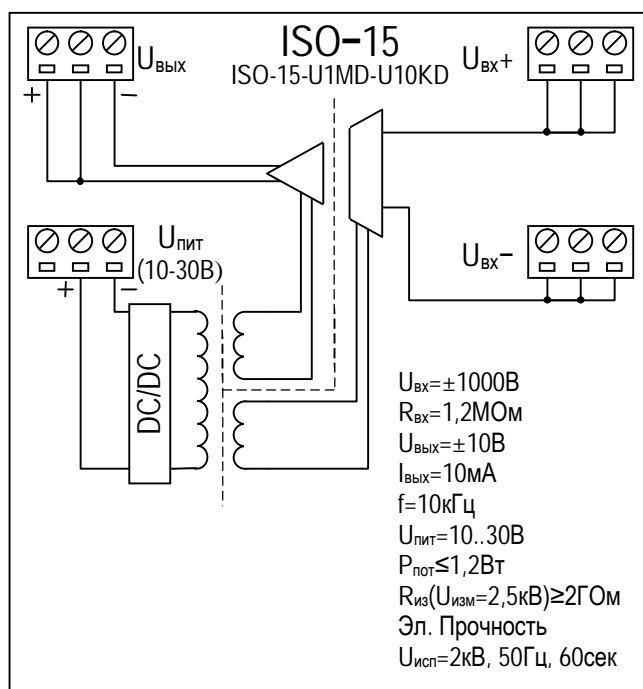 ISO-15
ISO-15-U1MD-U10KD
Uвых
+ −
Uвх+
Uпит
(10-30В)
+ −
Uвх−
DC/DC
Uвх=±1000В
Rвх=1,2МОм
Uвых=±10В
Iвых=10мА
f=10кГц
Uпит=10..30В
Pпот≤1,2Вт
Rиз(Uизм=2,5кВ)≥2ГОм
Эл. Прочность
Uисп=2кВ, 50Гц, 60сек